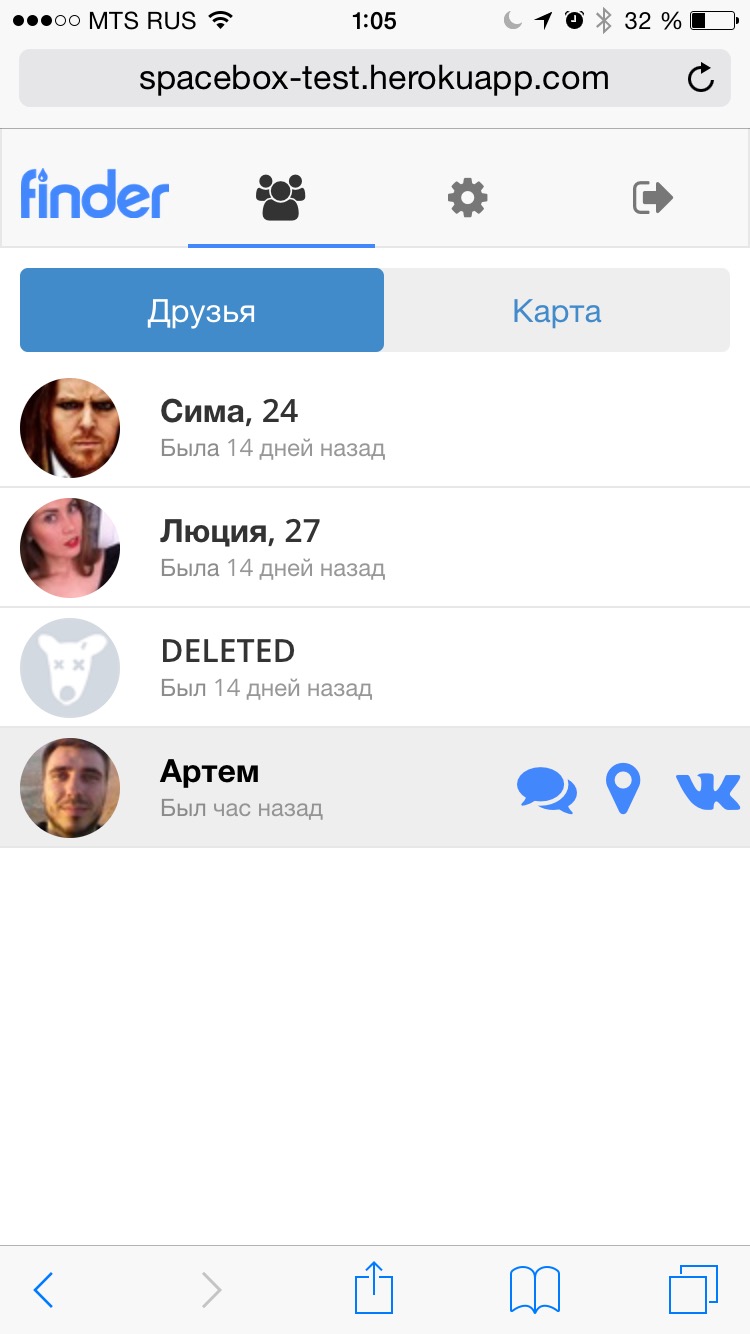 MTS RUS 1:05 32 %
spacebox-test.herokuapp.com
finder
Друзья Карта
Сима, 24
Была 14 дней назад
Люция, 27
Была 14 дней назад
DELETED
Был 14 дней назад
Артем
Был час назад